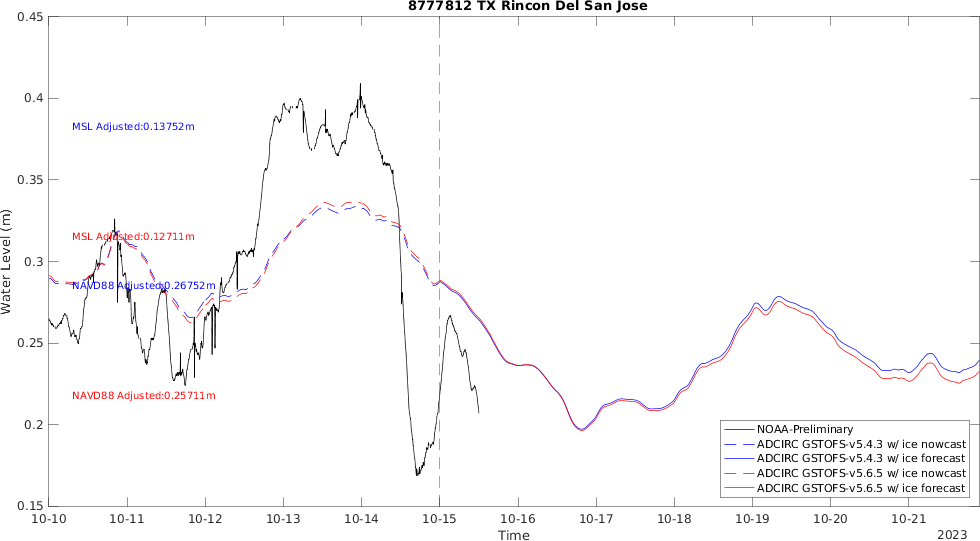 8777812 TX Rincon Del San Jose
0.45
0.4
0.35
0.3
0.25
0.2
0.15
Water Level (m)
MSL Adjusted:0.13752m
MSL Adjusted:0.12711m
NAVD88 Adjusted:0.26752m
NAVD88 Adjusted:0.25711m
NOAA-Preliminary
ADCIRC GSTOFS-v5.4.3 w/ ice nowcast
ADCIRC GSTOFS-v5.4.3 w/ ice forecast
ADCIRC GSTOFS-v5.6.5 w/ ice nowcast
ADCIRC GSTOFS-v5.6.5 w/ ice forecast
10-10 10-11 10-12 10-13 10-14 10-15 10-16 10-17 10-18 10-19 10-20 10-21
Time
2023